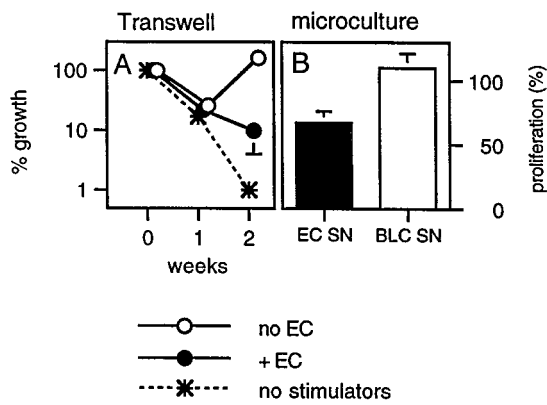 Transwell microculture
A B
100
10
1
% growth
0 1 2
weeks
100
50
0
proliferation (%)
EC SN BLC SN
no EC
+ EC
no stimulators